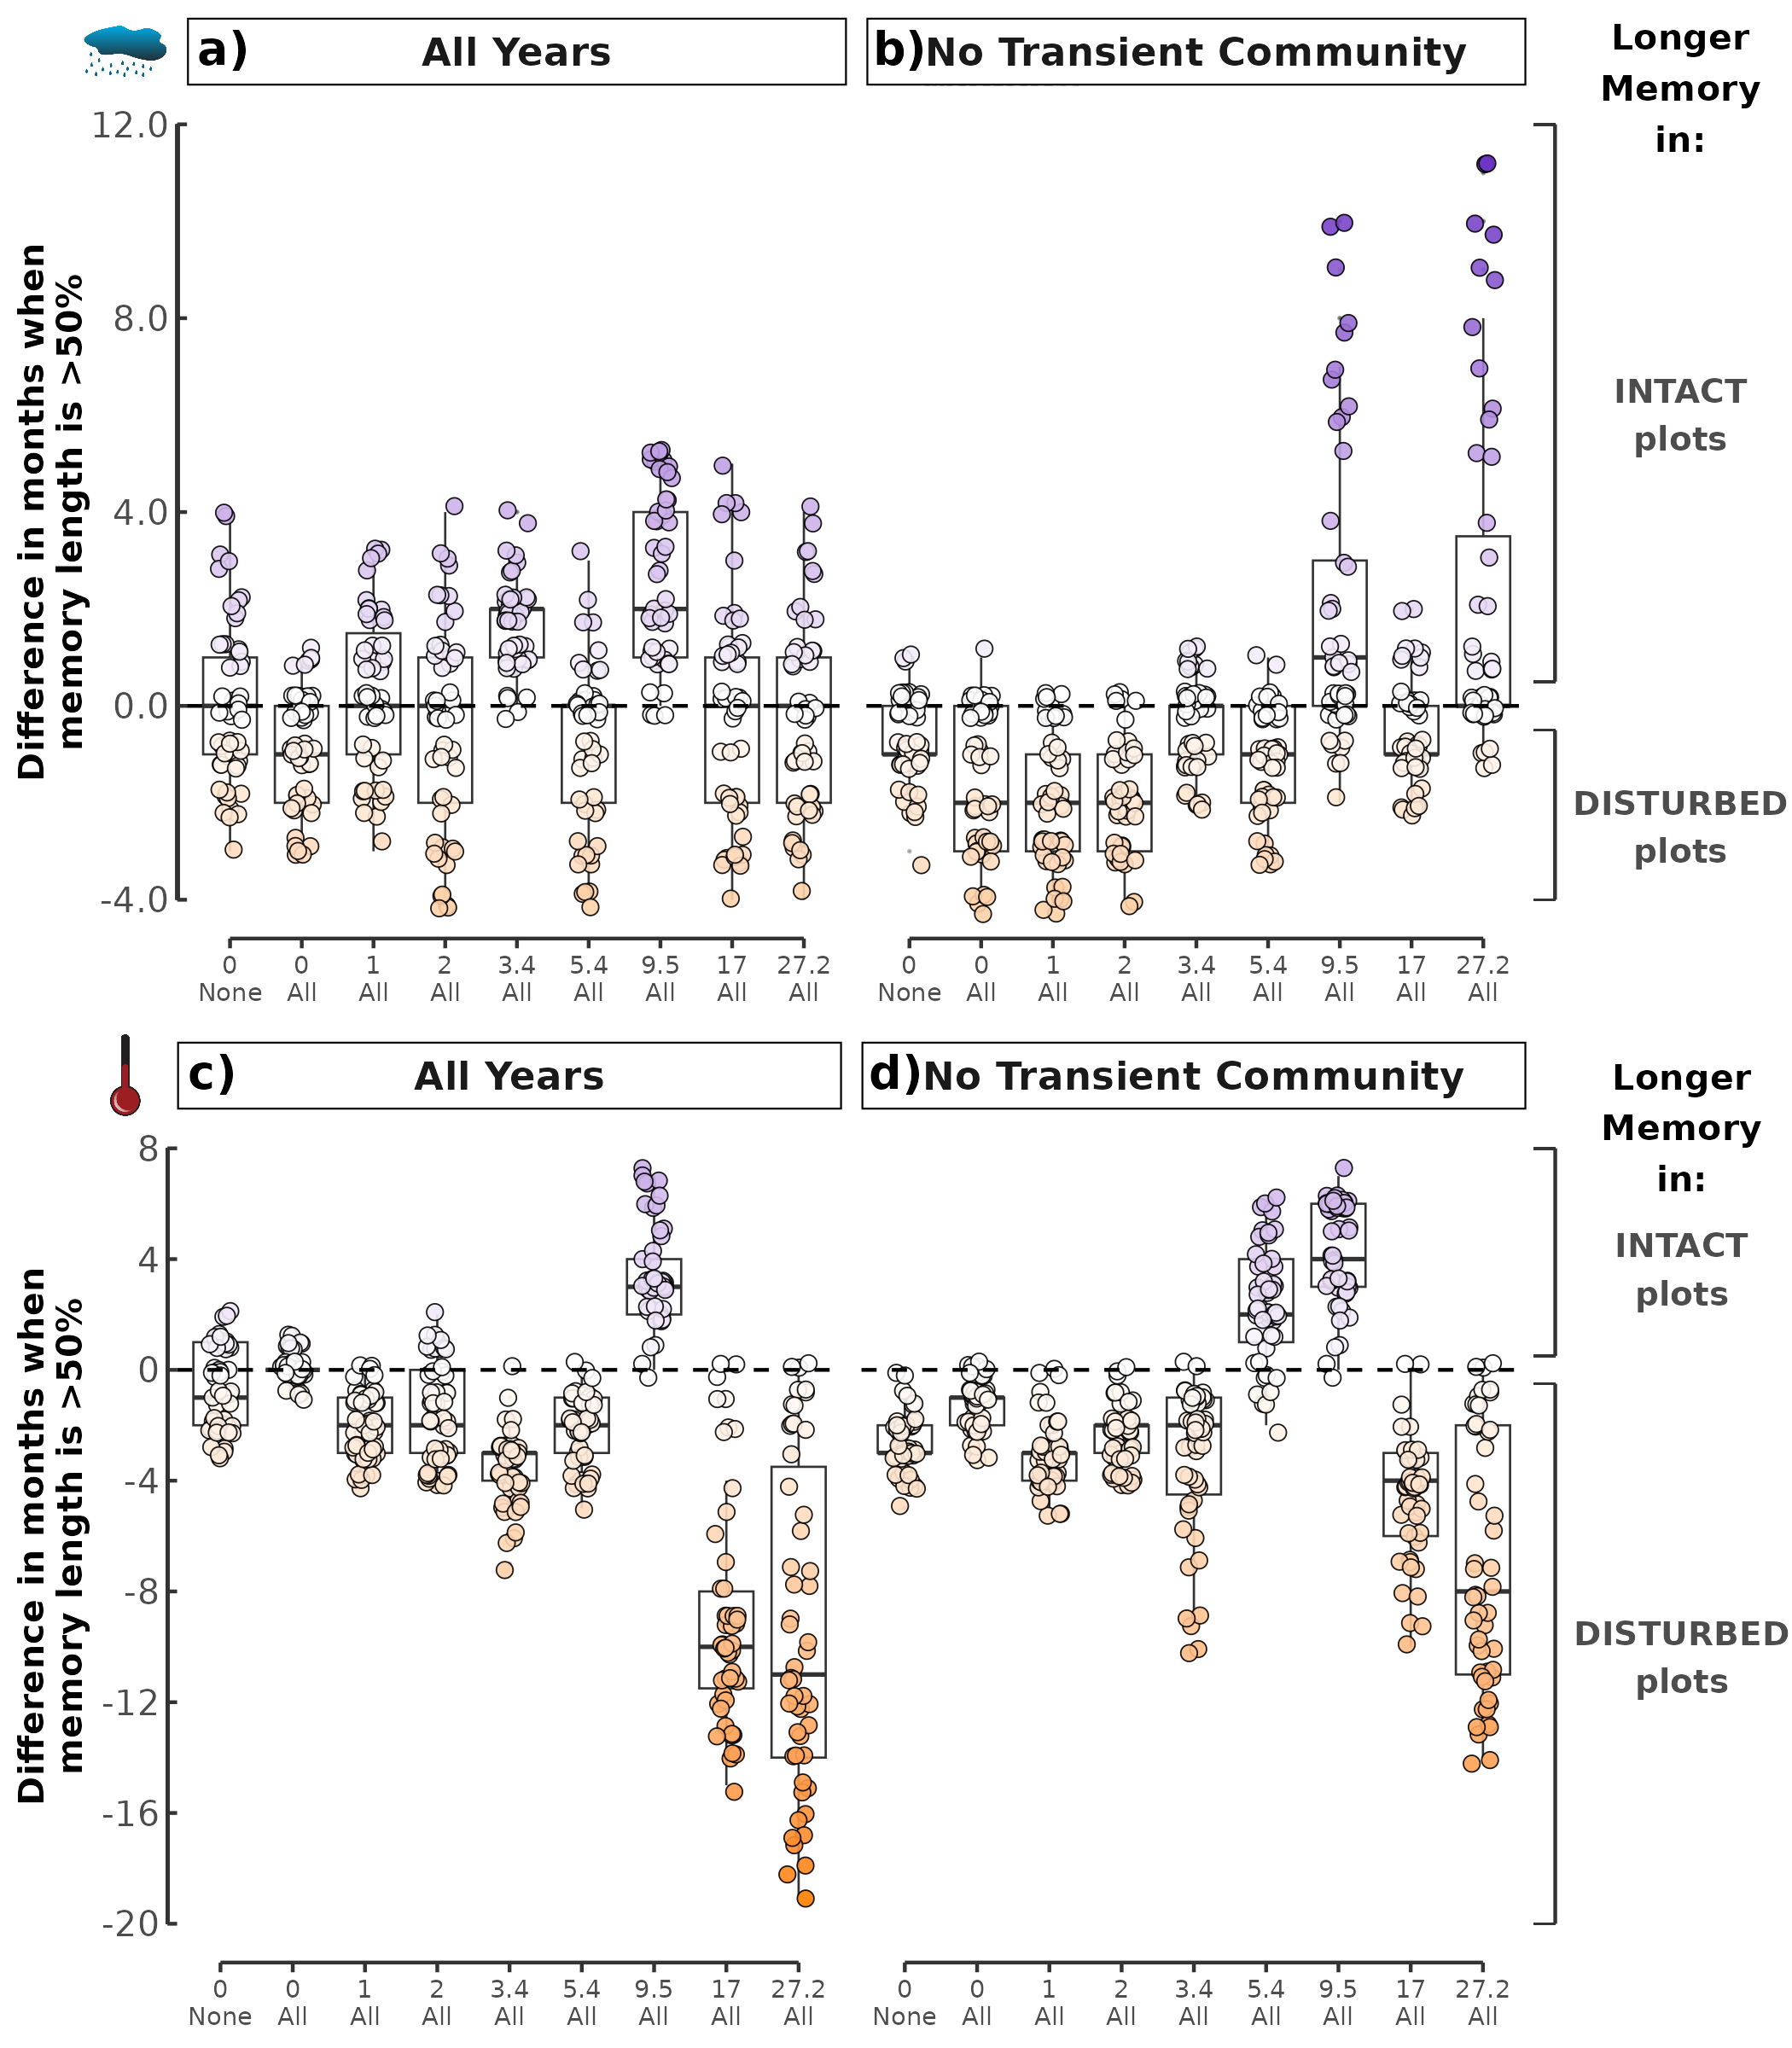 a) All Years
b) No Transient Community
Longer
Memory
in:
Difference in months when
memory length is >50%
12.0
8.0
4.0
0.0
-4.0
INTACT
plots
DISTURBED
plots
0 0 1 2 3.4 5.4 9.5 17 27.2
None All All All All All All All All
0 0 1 2 3.4 5.4 9.5 17 27.2
None All All All All All All All All
c) All Years
d) No Transient Community
Longer
Memory
in:
Difference in months when
memory length is >50%
8
4
0
-4
-8
-12
-16
-20
INTACT
plots
DISTURBED
plots
0 0 1 2 3.4 5.4 9.5 17 27.2
None All All All All All All All All
0 0 1 2 3.4 5.4 9.5 17 27.2
None All All All All All All All All